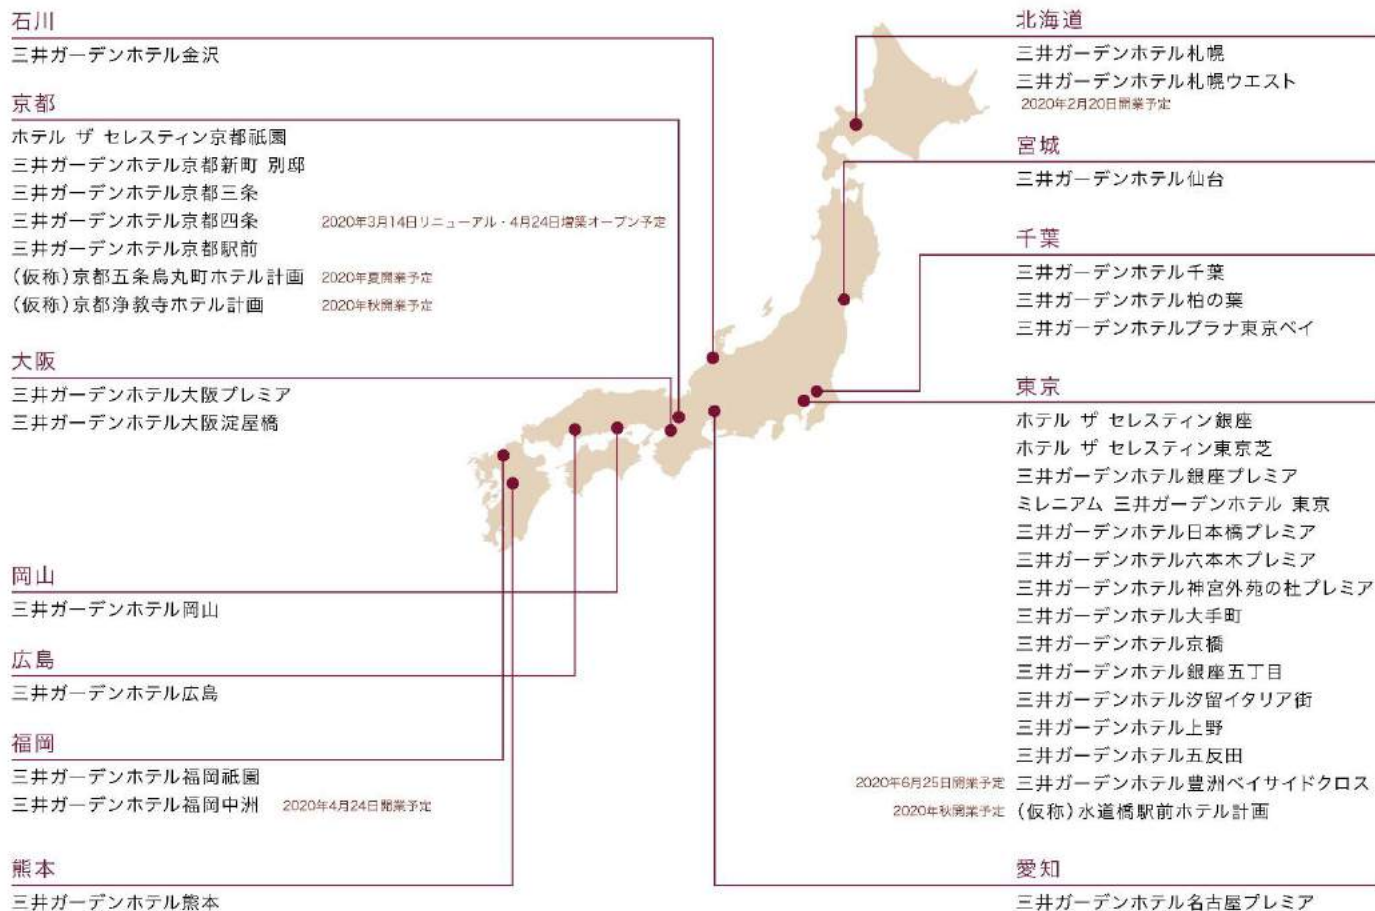 石川
三井ガーデンホテル金沢
京都
ホテル ザ セレスティン京都祇園
三井ガーデンホテル京都新町 別邸
三井ガーデンホテル京都三条
三井ガーデンホテル京都四条 2020年3月14日リニューアル・4月24日増築オープン予定
三井ガーデンホテル京都駅前
(仮称)京都五条烏丸町ホテル計画 2020年夏開業予定
(仮称)京都浄教寺ホテル計画 2020年秋開業予定
大阪
三井ガーデンホテル大阪プレミア
三井ガーデンホテル大阪淀屋橋
岡山
三井ガーデンホテル岡山
広島
三井ガーデンホテル広島
福岡
三井ガーデンホテル福岡祇園
三井ガーデンホテル福岡中洲 2020年4月24日開業予定
熊本
三井ガーデンホテル熊本
北海道
三井ガーデンホテル札幌
三井ガーデンホテル札幌ウエスト
2020年2月20日開業予定
宮城
三井ガーデンホテル仙台
千葉
三井ガーデンホテル千葉
三井ガーデンホテル柏の葉
三井ガーデンホテルプラナ東京ベイ
東京
ホテル ザ セレスティン銀座
ホテル ザ セレスティン東京芝
三井ガーデンホテル銀座プレミア
ミレニアム 三井ガーデンホテル 東京
三井ガーデンホテル日本橋プレミア
三井ガーデンホテル六本木プレミア
三井ガーデンホテル神宮外苑の杜プレミア
三井ガーデンホテル大手町
三井ガーデンホテル京橋
三井ガーデンホテル銀座五丁目
三井ガーデンホテル汐留イタリア街
三井ガーデンホテル上野
三井ガーデンホテル五反田
2020年6月25日開業予定 三井ガーデンホテル豊洲ベイサイドクロス
2020年秋開業予定 (仮称)水道橋駅前ホテル計画
愛知
三井ガーデンホテル名古屋プレミア